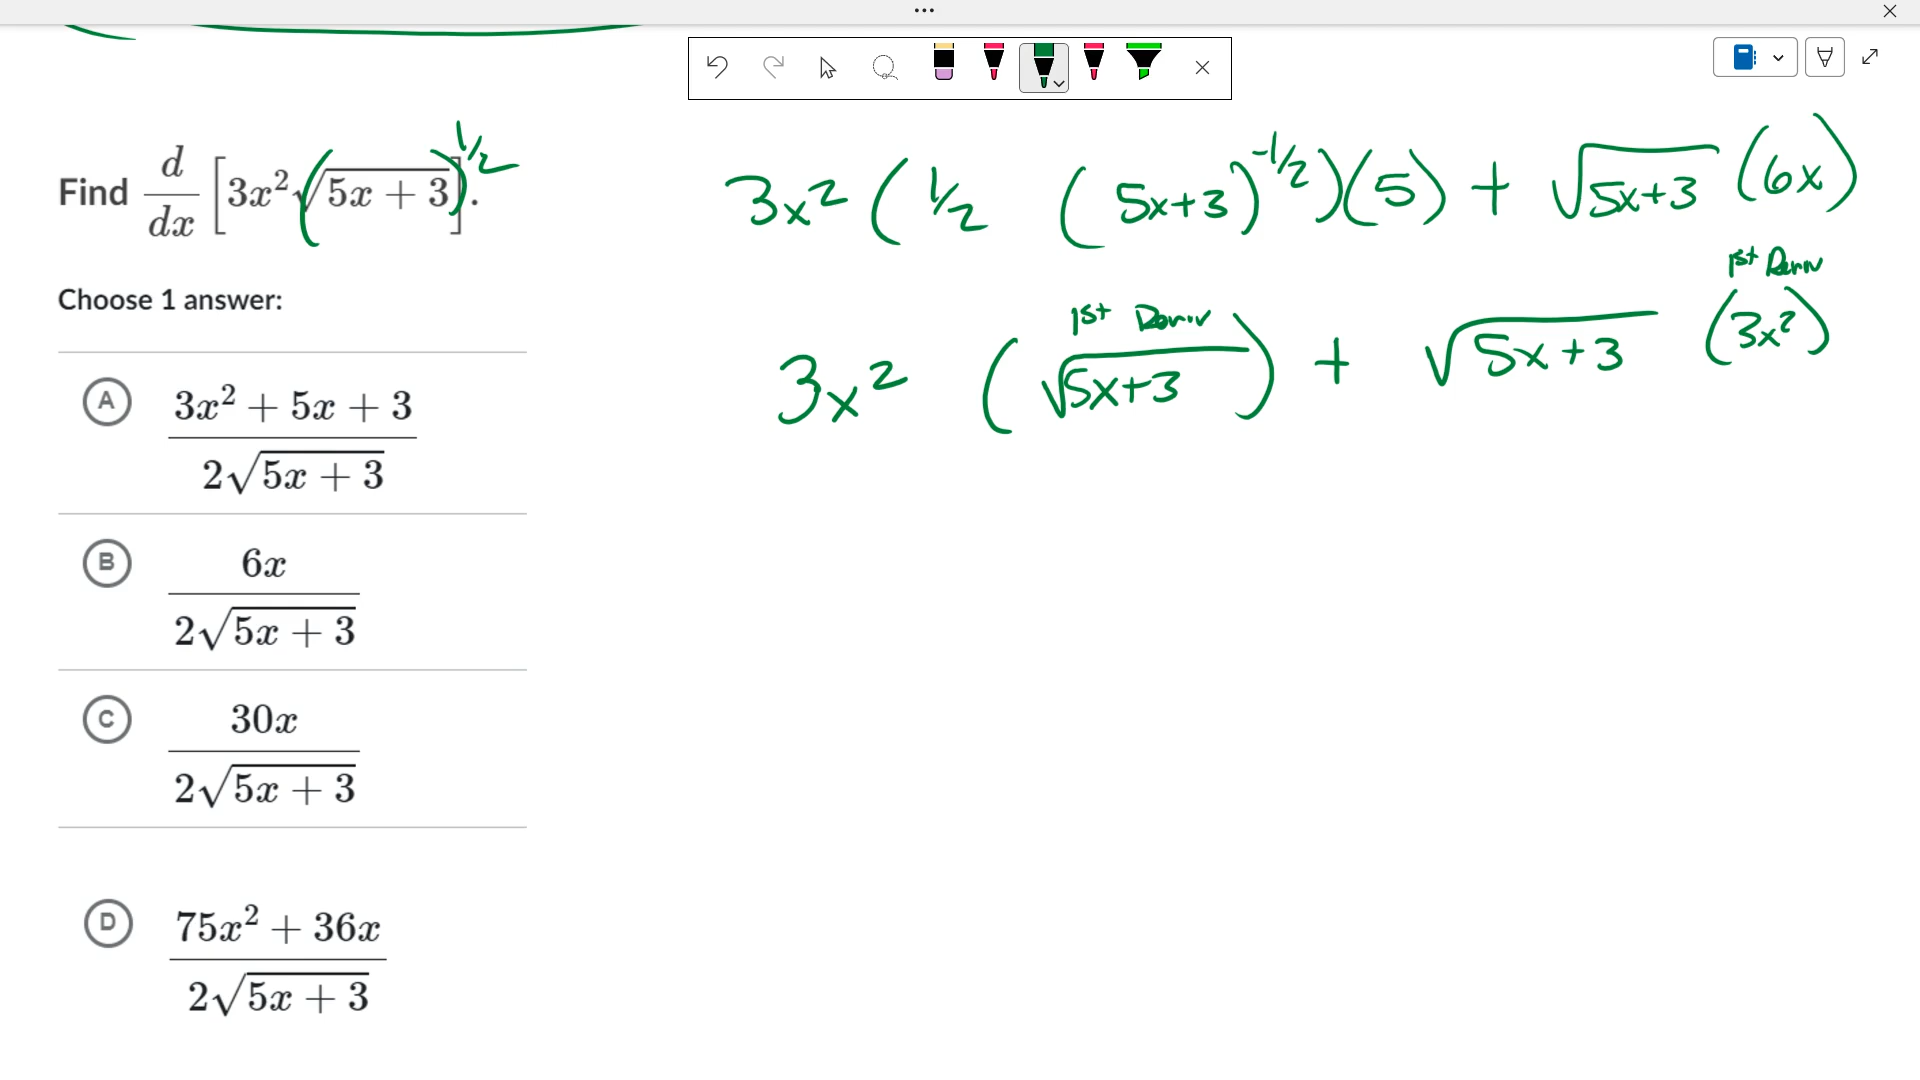 Find d/dx [3x²√(5x + 3)]. ( )^1/2
Choose 1 answer:
A (3x² + 5x + 3)/(2√(5x + 3))
B 6x/(2√(5x + 3))
C 30x/(2√(5x + 3))
D (75x² + 36x)/(2√(5x + 3))
3x² (1/2 (5x+3)^-1/2)(5) + √(5x+3) (6x)
1st Deriv
1st Deriv
3x² (√(5x+3)) + √(5x+3) (3x²)